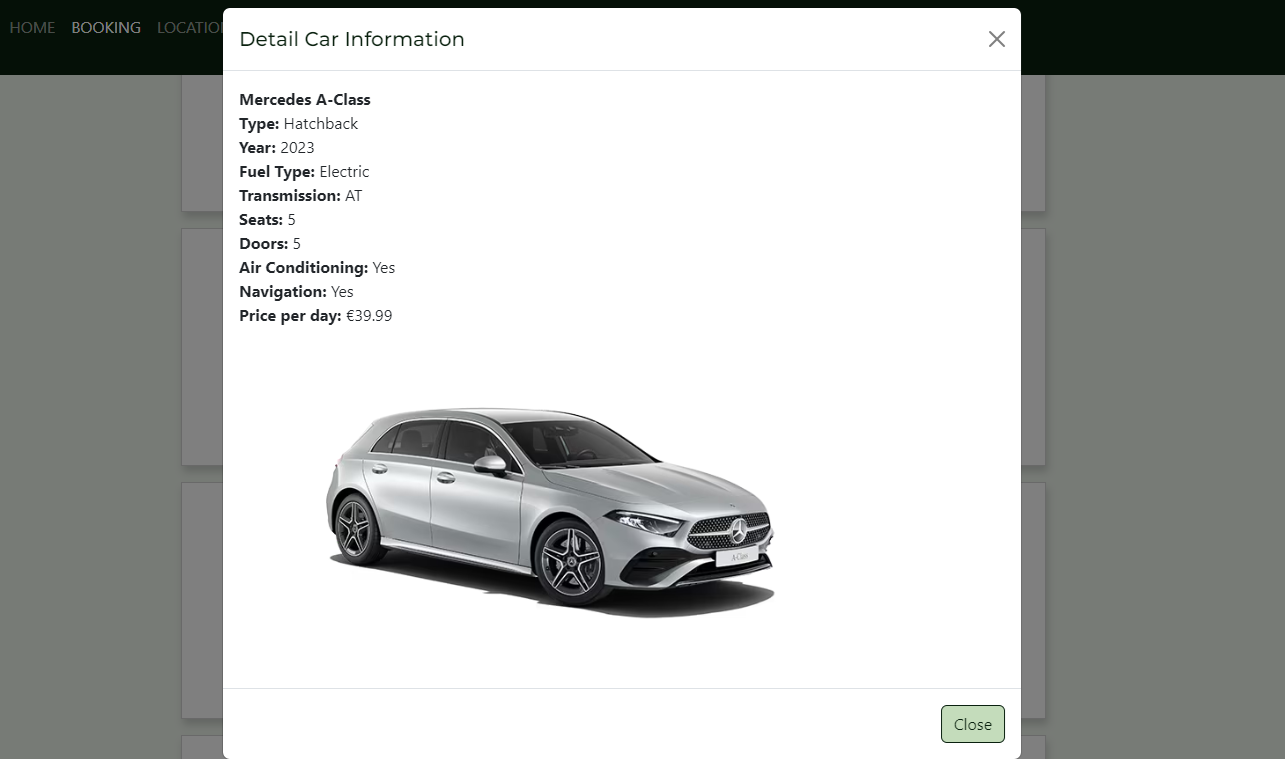 HOME BOOKING
Detail Car Information
Mercedes A-Class
Type: Hatchback
Year: 2023
Fuel Type: Electric
Transmission: AT
Seats: 5
Doors: 5
Air Conditioning: Yes
Navigation: Yes
Price per day: €39.99
A-Class
Close